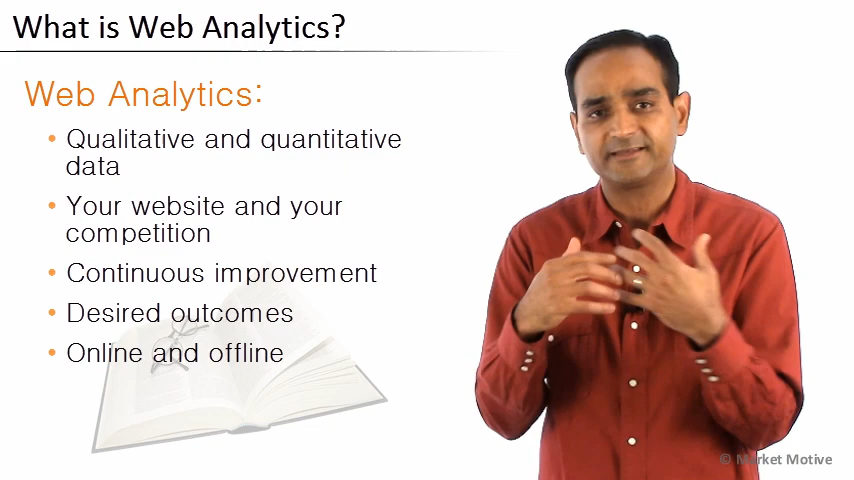 What is Web Analytics?
Web Analytics:
• Qualitative and quantitative
data
• Your website and your
competition
• Continuous improvement
• Desired outcomes
• Online and offline
© Market Motive